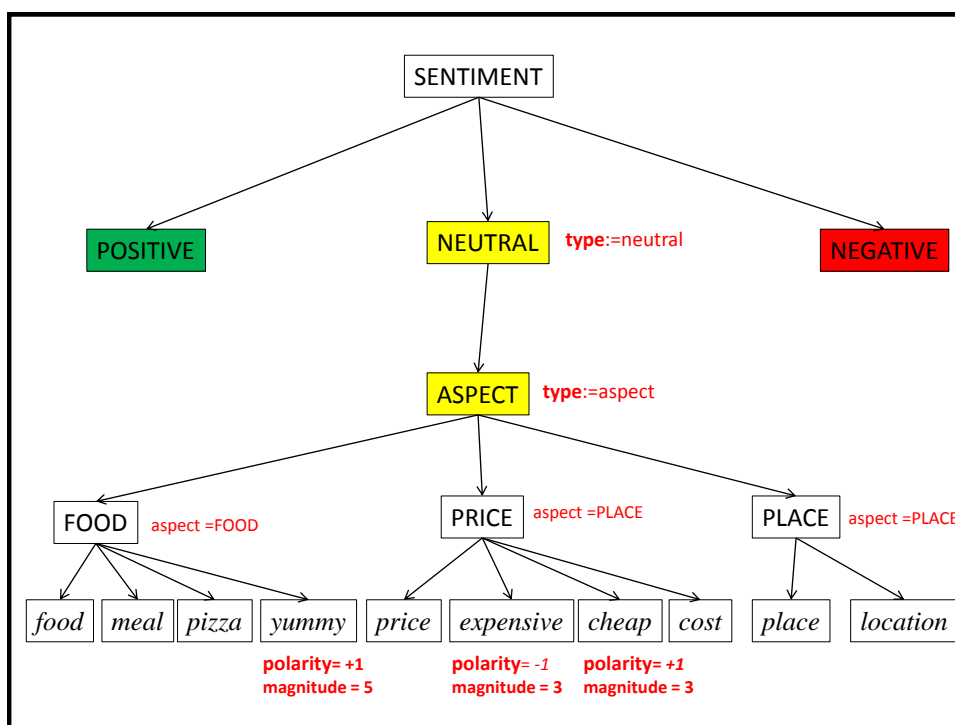 SENTIMENT
POSITIVE
NEUTRAL
type:=neutral
NEGATIVE
ASPECT
type:=aspect
FOOD
aspect =FOOD
PRICE
aspect =PLACE
PLACE
aspect =PLACE
food
meal
pizza
yummy
price
expensive
cheap
cost
place
location
polarity= +1
magnitude = 5
polarity= -1
magnitude = 3
polarity= +1
magnitude = 3